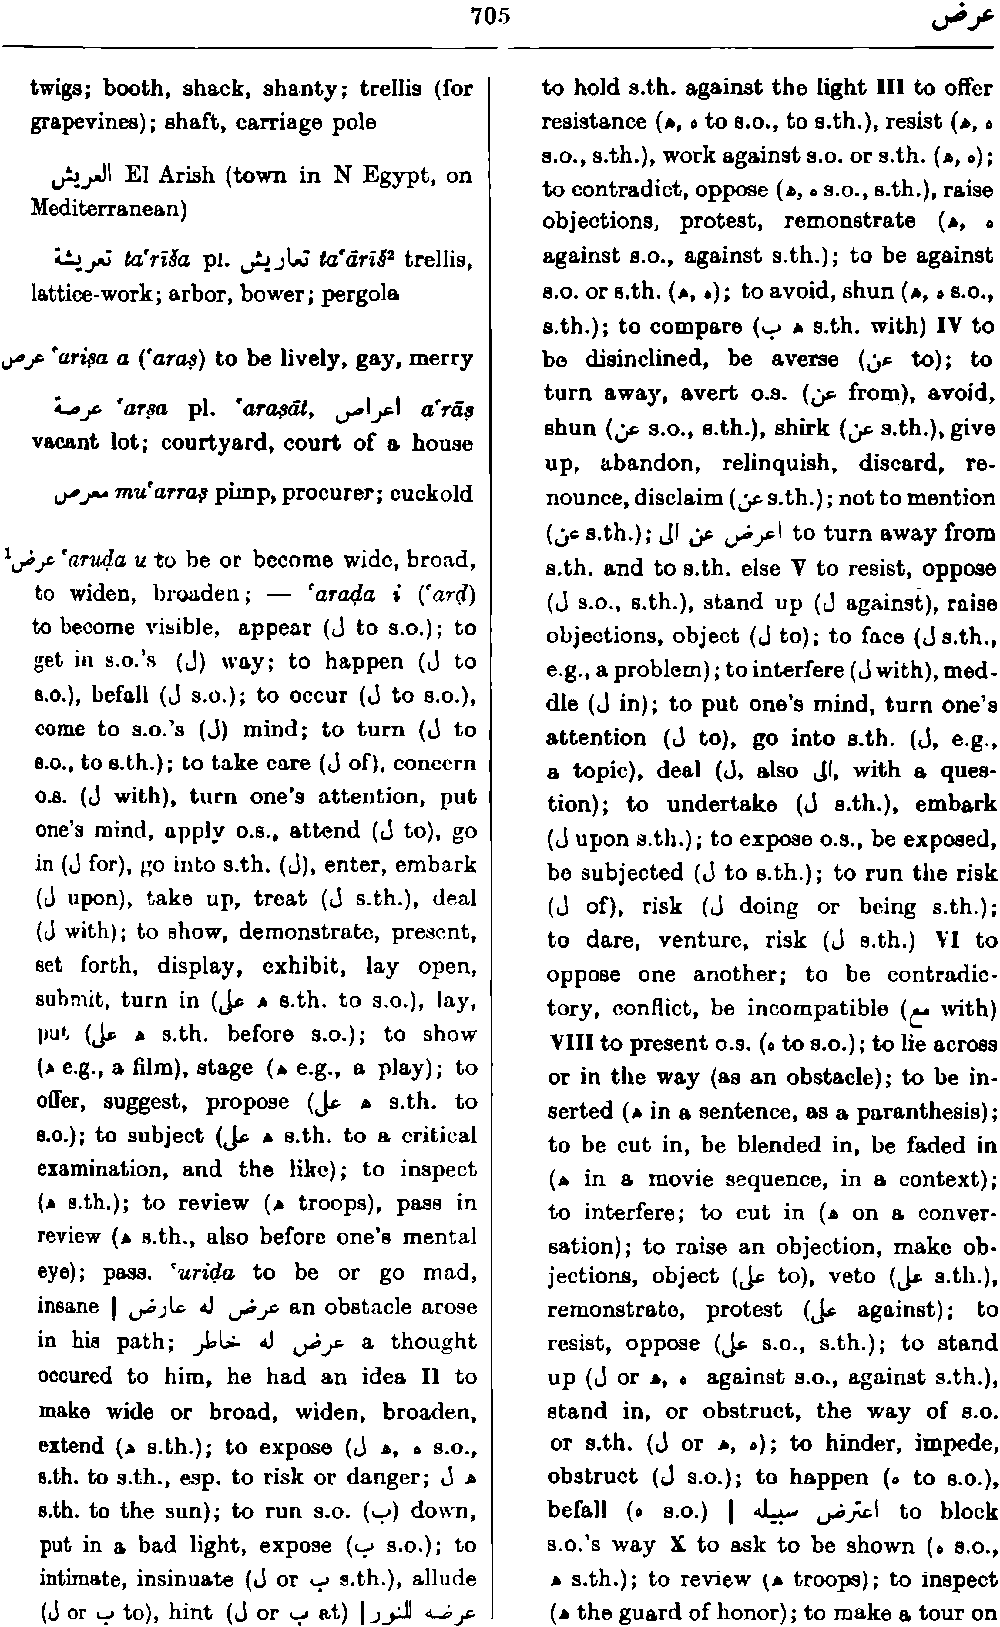 705
عرض
twigs; booth, shack, shanty; trellis (for
grapevines); shaft, carriage pole
العريش El Arish (town in N Egypt, on
Mediterranean)
تعريشة ta‘rīša pl. تعاريش ta‘ārīš² trellis,
lattice-work; arbor, bower; pergola
عرص ‘ariṣa a (‘araṣ) to be lively, gay, merry
عرصة ‘arṣa pl. ‘araṣāt, اعراص a‘rāṣ
vacant lot; courtyard, court of a house
معرص mu‘arraṣ pimp, procurer; cuckold
¹عرض ‘aruḍa u to be or become wide, broad,
to widen, broaden; — ‘araḍa i (‘arḍ)
to become visible, appear (ل to s.o.); to
get in s.o.'s (ل) way; to happen (ل to
s.o.), befall (ل s.o.); to occur (ل to s.o.),
come to s.o.'s (ل) mind; to turn (ل to
s.o., to s.th.); to take care (ل of), concern
o.s. (ل with), turn one's attention, put
one's mind, apply o.s., attend (ل to), go
in (ل for), go into s.th. (ل), enter, embark
(ل upon), take up, treat (ل s.th.), deal
(ل with); to show, demonstrate, present,
set forth, display, exhibit, lay open,
submit, turn in (على ه s.th. to s.o.), lay,
put (على ه s.th. before s.o.); to show
(ه e.g., a film), stage (ه e.g., a play); to
offer, suggest, propose (على ه s.th. to
s.o.); to subject (على ه s.th. to a critical
examination, and the like); to inspect
(ه s.th.); to review (ه troops), pass in
review (ه s.th., also before one's mental
eye); pass. ‘uriḍa to be or go mad,
insane | عرض له عارض an obstacle arose
in his path; عرض له خاطر a thought
occured to him, he had an idea II to
make wide or broad, widen, broaden,
extend (ه s.th.); to expose (ل ه, ه s.o.,
s.th. to s.th., esp. to risk or danger; ل ه
s.th. to the sun); to run s.o. (ب) down,
put in a bad light, expose (ب s.o.); to
intimate, insinuate (ل or ب s.th.), allude
(ل or ب to), hint (ل or ب at) | عرضه للنور
to hold s.th. against the light III to offer
resistance (ه, ه to s.o., to s.th.), resist (ه, ه
s.o., s.th.), work against s.o. or s.th. (ه, ه);
to contradict, oppose (ه, ه s.o., s.th.), raise
objections, protest, remonstrate (ه, ه
against s.o., against s.th.); to be against
s.o. or s.th. (ه, ه); to avoid, shun (ه, ه s.o.,
s.th.); to compare (ب ه s.th. with) IV to
be disinclined, be averse (عن to); to
turn away, avert o.s. (عن from), avoid,
shun (عن s.o., s.th.), shirk (عن s.th.), give
up, abandon, relinquish, discard, re-
nounce, disclaim (عن s.th.); not to mention
(عن s.th.); اعرض عن الى to turn away from
s.th. and to s.th. else V to resist, oppose
(ل s.o., s.th.), stand up (ل against), raise
objections, object (ل to); to face (ل s.th.,
e.g., a problem); to interfere (ل with), med-
dle (ل in); to put one's mind, turn one's
attention (ل to), go into s.th. (ل, e.g.,
a topic), deal (ل, also الى, with a ques-
tion); to undertake (ل s.th.), embark
(ل upon s.th.); to expose o.s., be exposed,
be subjected (ل to s.th.); to run the risk
(ل of), risk (ل doing or being s.th.);
to dare, venture, risk (ل s.th.) VI to
oppose one another; to be contradic-
tory, conflict, be incompatible (مع with)
VIII to present o.s. (ه to s.o.); to lie across
or in the way (as an obstacle); to be in-
serted (ه in a sentence, as a paranthesis);
to be cut in, be blended in, be faded in
(ه in a movie sequence, in a context);
to interfere; to cut in (ه on a conver-
sation); to raise an objection, make ob-
jections, object (على to), veto (على s.th.),
remonstrate, protest (على against); to
resist, oppose (على s.o., s.th.); to stand
up (ل or ه, ه against s.o., against s.th.),
stand in, or obstruct, the way of s.o.
or s.th. (ل or ه, ه); to hinder, impede,
obstruct (ل s.o.); to happen (ه to s.o.),
befall (ه s.o.) | اعترض سبيله to block
s.o.'s way X to ask to be shown (ه s.o.,
ه s.th.); to review (ه troops); to inspect
(ه the guard of honor); to make a tour on